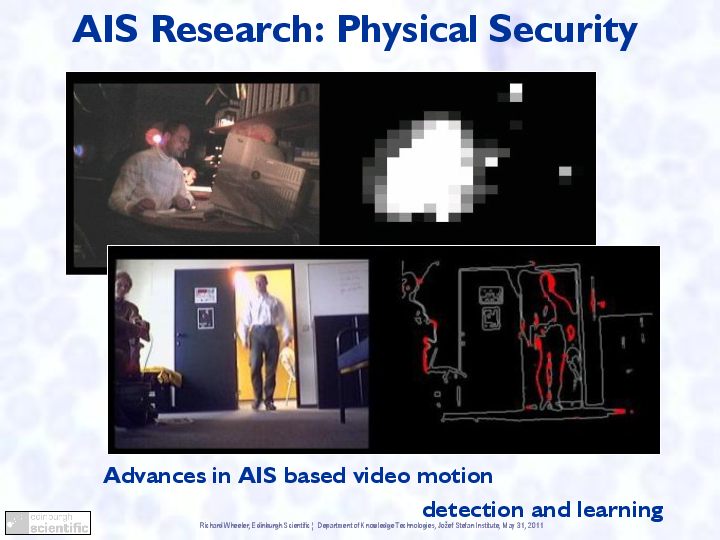 AIS Research: Physical Security
Advances in AIS based video motion
detection and learning
edinburgh
scientific
Richard Wheeler, Edinburgh Scientific ¦ Department of Knowledge Technologies, Jožef Stefan Institute, May 31, 2011